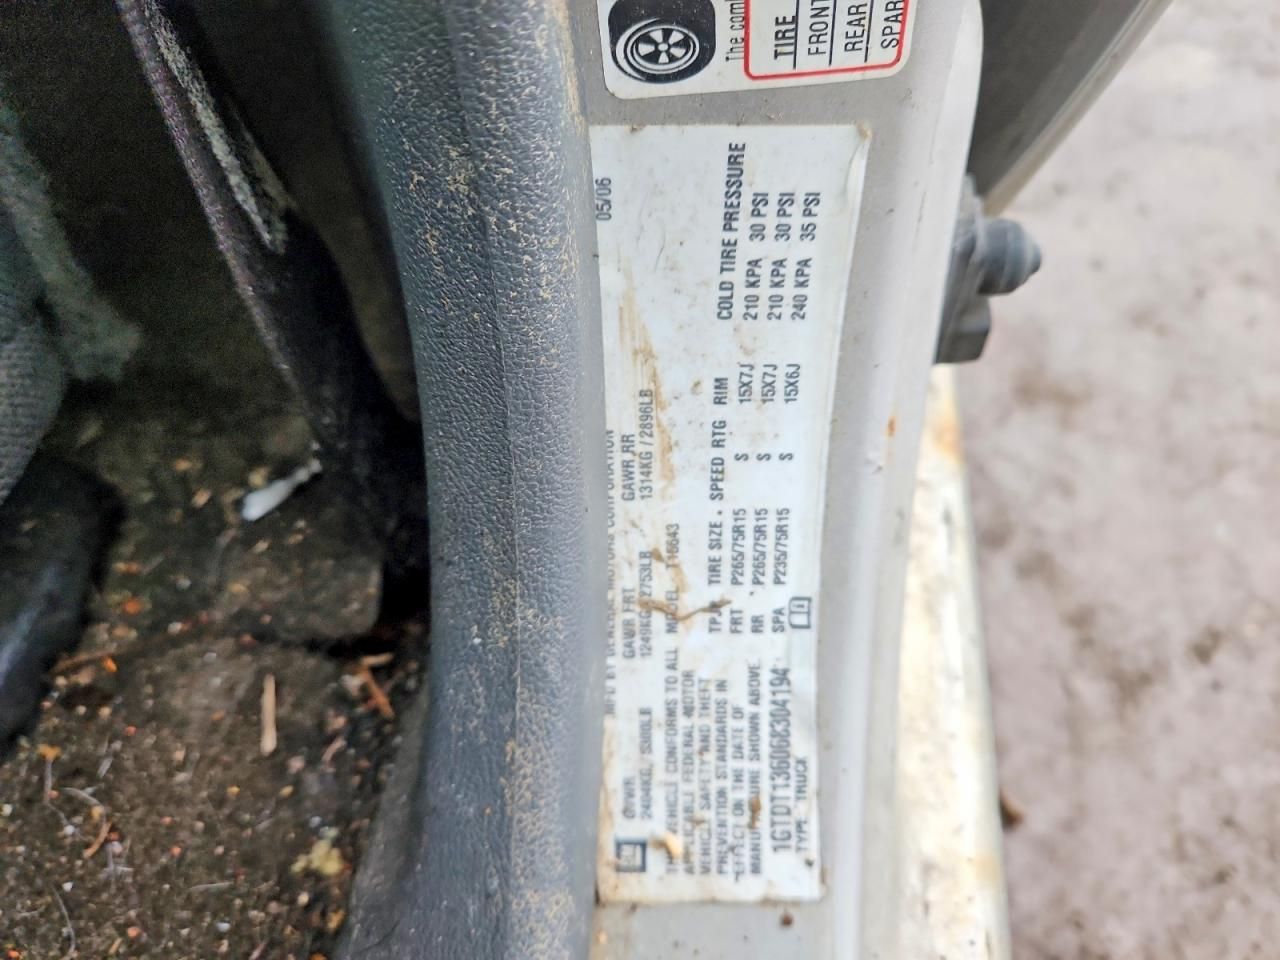 The com
TIRE
FRONT
REAR
SPAR
05/06
MFD BY GENERAL MOTORS CORPORATION
GVWR GAWR FRT GAWR RR
2404KG/5300LB 1249KG/2753LB 1314KG/2896LB
THIS VEHICLE CONFORMS TO ALL MODEL: T16643
APPLICABLE FEDERAL MOTOR
VEHICLE SAFETY AND THEFT
PREVENTION STANDARDS IN
EFFECT ON THE DATE OF
MANUFACTURE SHOWN ABOVE.
1GTDT136068304194
TYPE: TRUCK
TIRE SIZE SPEED RTG RIM COLD TIRE PRESSURE
FRT P265/75R15 S 15X7J 210 KPA 30 PSI
RR P265/75R15 S 15X7J 210 KPA 30 PSI
SPA P235/75R15 S 15X6J 240 KPA 35 PSI